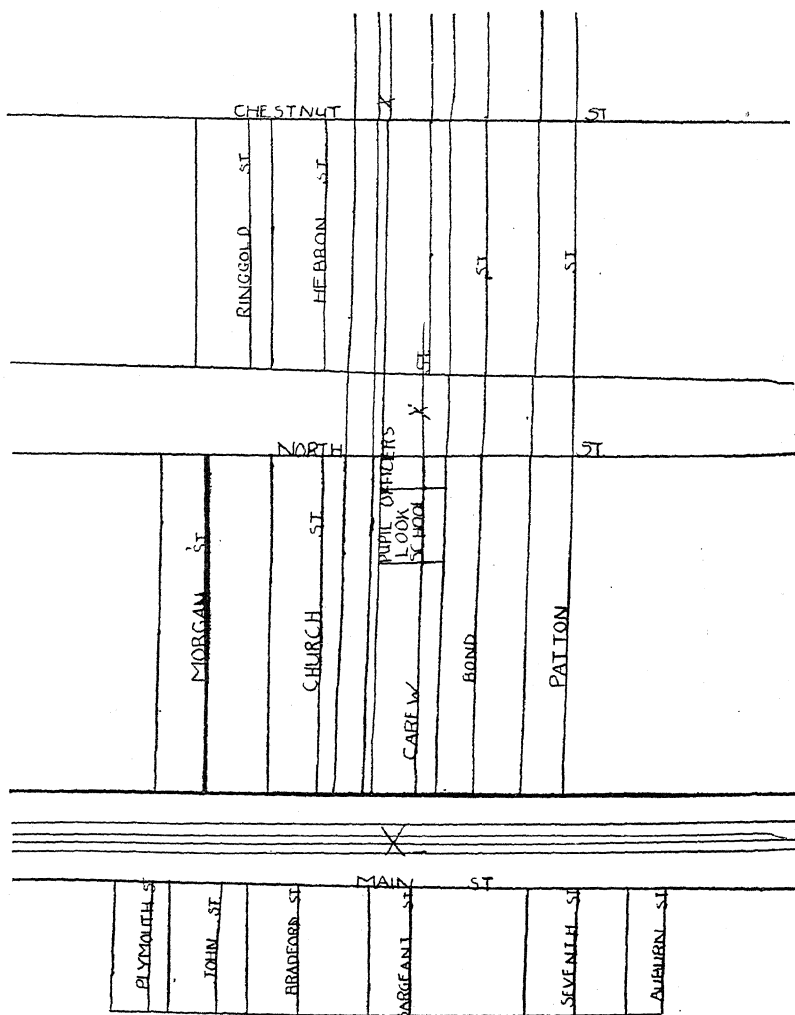 CHESTNUT ST
RINGGOLD ST
HEBRON ST
ST
ST
ST
X
X
NORTH ST
PUPIL OFFICERS
LOOK
SCHOOL
MORGAN ST
CHURCH ST
CAREW
BOND
PATTON
X
MAIN ST
PLYMOUTH ST
JOHN ST
BRADFORD ST
SARGEANT ST
SEVENTH ST
AUBURN ST